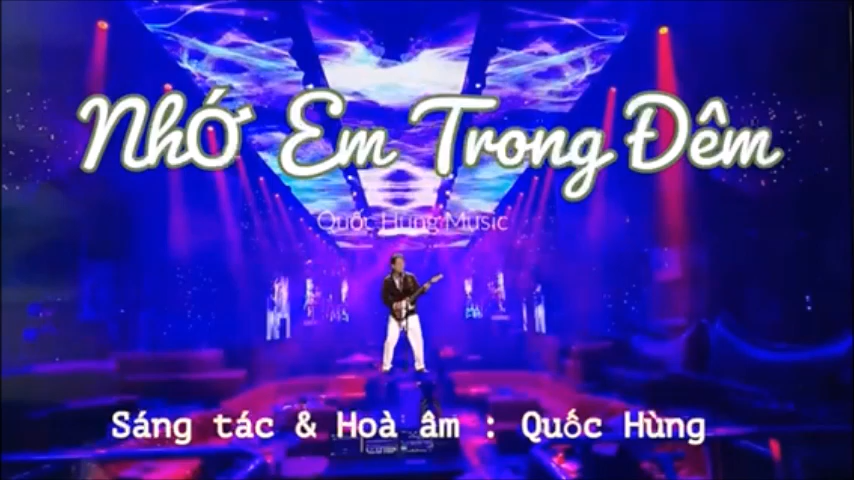 Nhớ Em Trong Đêm
Quốc Hùng Music
Sáng tác & Hoà âm : Quốc Hùng